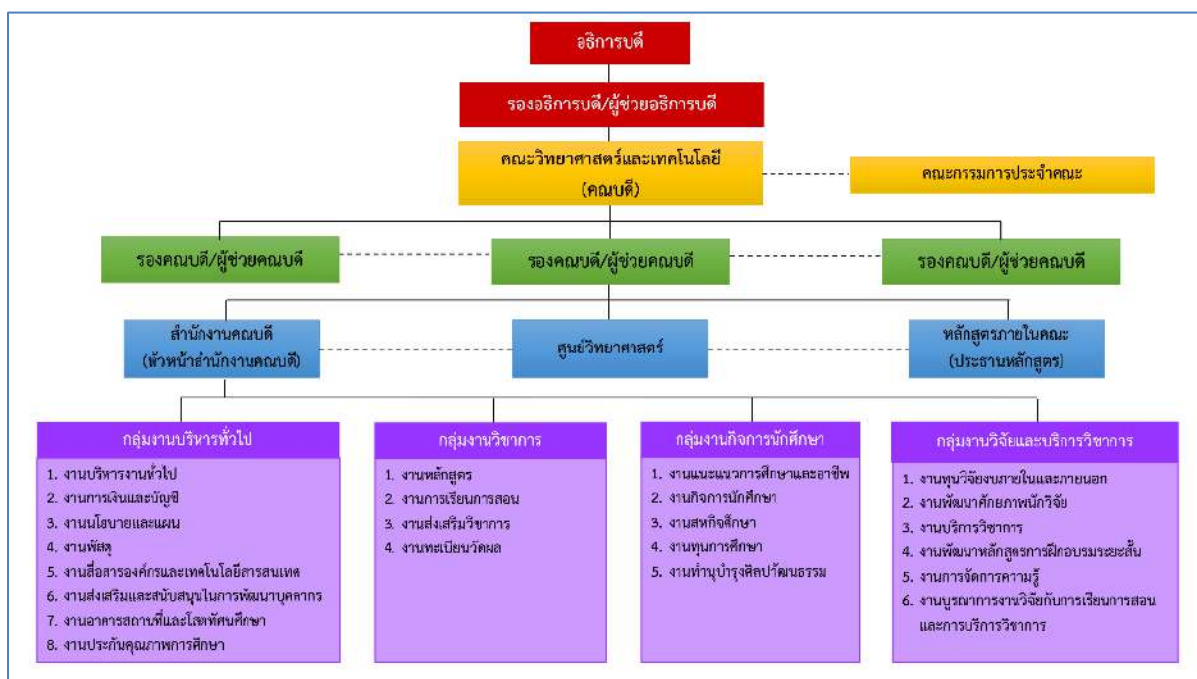 อธิการบดี
รองอธิการบดี/ผู้ช่วยอธิการบดี
คณะวิทยาศาสตร์และเทคโนโลยี
(คณบดี)
คณะกรรมการประจำคณะ
รองคณบดี/ผู้ช่วยคณบดี
รองคณบดี/ผู้ช่วยคณบดี
รองคณบดี/ผู้ช่วยคณบดี
สำนักงานคณบดี
(หัวหน้าสำนักงานคณบดี)
ศูนย์วิทยาศาสตร์
หลักสูตรภายในคณะ
(ประธานหลักสูตร)
กลุ่มงานบริหารทั่วไป
1. งานบริหารงานทั่วไป
2. งานการเงินและบัญชี
3. งานนโยบายและแผน
4. งานพัสดุ
5. งานสื่อสารองค์กรและเทคโนโลยีสารสนเทศ
6. งานส่งเสริมและสนับสนุนในการพัฒนาบุคลากร
7. งานอาคารสถานที่และโสตทัศนศึกษา
8. งานประกันคุณภาพการศึกษา
กลุ่มงานวิชาการ
1. งานหลักสูตร
2. งานการเรียนการสอน
3. งานส่งเสริมวิชาการ
4. งานทะเบียนวัดผล
กลุ่มงานกิจการนักศึกษา
1. งานแนะแนวการศึกษาและอาชีพ
2. งานกิจการนักศึกษา
3. งานสหกิจศึกษา
4. งานทุนการศึกษา
5. งานทำนุบำรุงศิลปวัฒนธรรม
กลุ่มงานวิจัยและบริการวิชาการ
1. งานทุนวิจัยงบภายในและภายนอก
2. งานพัฒนาศักยภาพนักวิจัย
3. งานบริการวิชาการ
4. งานพัฒนาหลักสูตรการฝึกอบรมระยะสั้น
5. งานการจัดการความรู้
6. งานบูรณาการงานวิจัยกับการเรียนการสอน
และการบริการวิชาการ